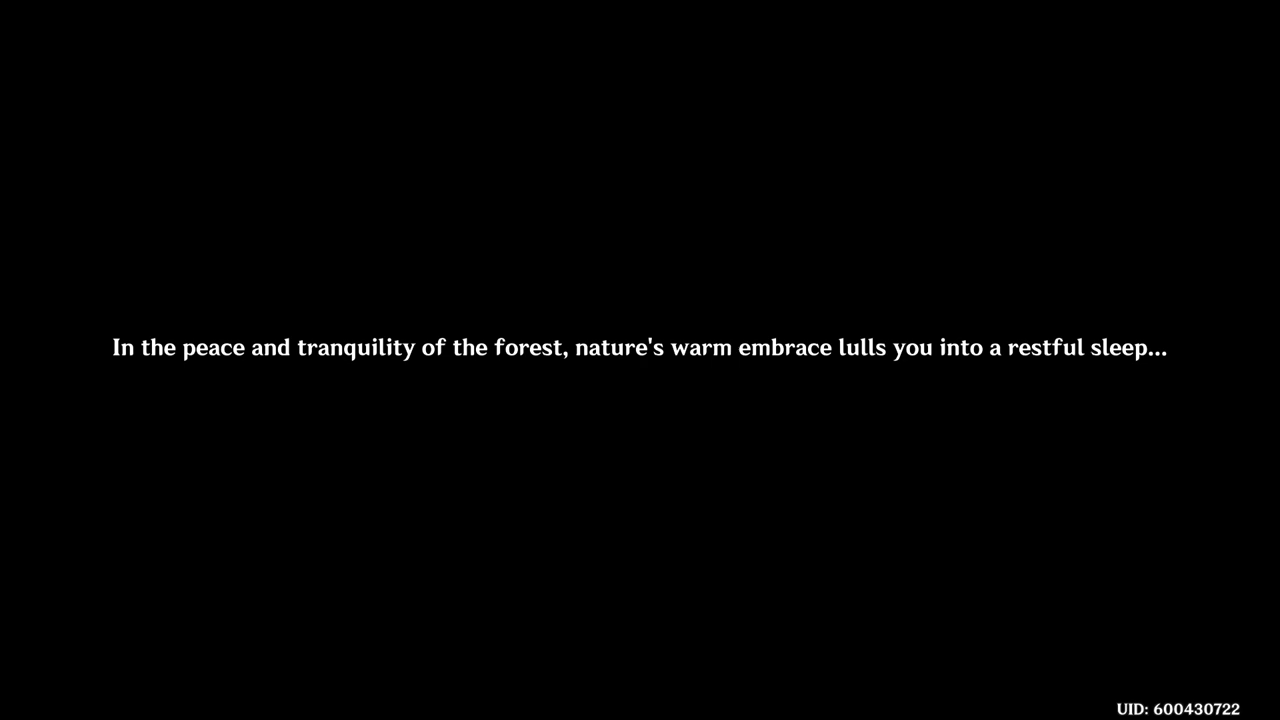 In the peace and tranquility of the forest, nature's warm embrace lulls you into a restful sleep...
UID: 600430722